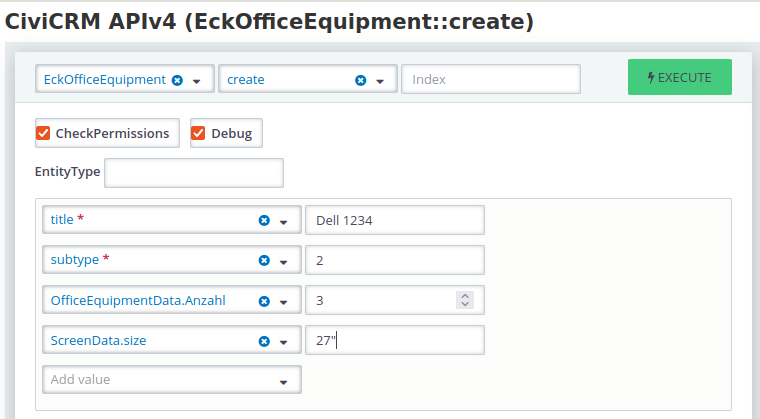 CiviCRM APIv4 (EckOfficeEquipment::create)
EckOfficeEquipment create Index EXECUTE
CheckPermissions Debug
EntityType
title * Dell 1234
subtype * 2
OfficeEquipmentData.Anzahl 3
ScreenData.size 27"
Add value